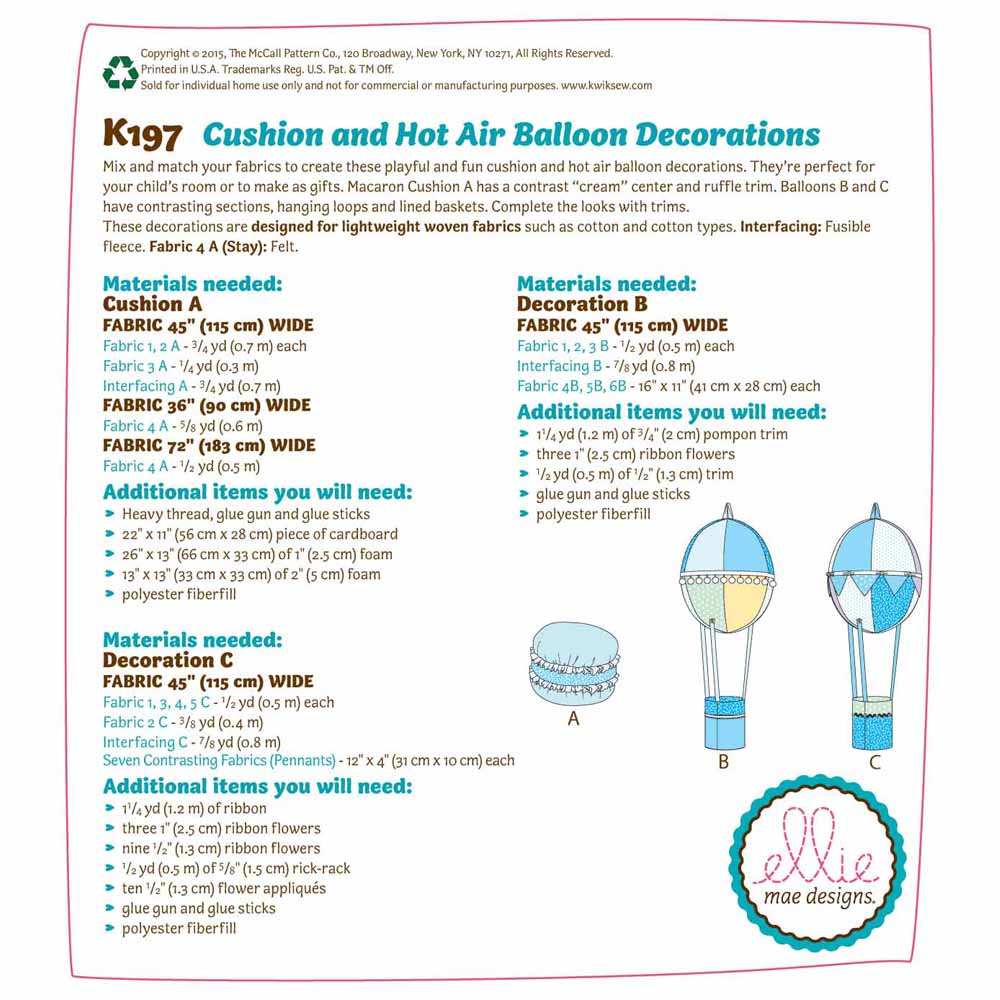 Copyright © 2015, The McCall Pattern Co., 120 Broadway, New York, NY 10271, All Rights Reserved.
Printed in U.S.A. Trademarks Reg. U.S. Pat. & TM Off.
Sold for individual home use only and not for commercial or manufacturing purposes. www.kwiksew.com
K197 Cushion and Hot Air Balloon Decorations
Mix and match your fabrics to create these playful and fun cushion and hot air balloon decorations. They're perfect for
your child's room or to make as gifts. Macaron Cushion A has a contrast "cream" center and ruffle trim. Balloons B and C
have contrasting sections, hanging loops and lined baskets. Complete the looks with trims.
These decorations are designed for lightweight woven fabrics such as cotton and cotton types. Interfacing: Fusible
fleece. Fabric 4 A (Stay): Felt.
Materials needed:
Cushion A
FABRIC 45" (115 cm) WIDE
Fabric 1, 2 A - 3/4 yd (0.7 m) each
Fabric 3 A - 1/4 yd (0.3 m)
Interfacing A - 3/4 yd (0.7 m)
FABRIC 36" (90 cm) WIDE
Fabric 4 A - 5/8 yd (0.6 m)
FABRIC 72" (183 cm) WIDE
Fabric 4 A - 1/2 yd (0.5 m)
Additional items you will need:
Heavy thread, glue gun and glue sticks
22" x 11" (56 cm x 28 cm) piece of cardboard
26" x 13" (66 cm x 33 cm) of 1" (2.5 cm) foam
13" x 13" (33 cm x 33 cm) of 2" (5 cm) foam
polyester fiberfill
Materials needed:
Decoration C
FABRIC 45" (115 cm) WIDE
Fabric 1, 3, 4, 5 C - 1/2 yd (0.5 m) each
Fabric 2 C - 3/8 yd (0.4 m)
Interfacing C - 7/8 yd (0.8 m)
Seven Contrasting Fabrics (Pennants) - 12" x 4" (31 cm x 10 cm) each
Additional items you will need:
1 1/4 yd (1.2 m) of ribbon
three 1" (2.5 cm) ribbon flowers
nine 1/2" (1.3 cm) ribbon flowers
1/2 yd (0.5 m) of 5/8" (1.5 cm) rick-rack
ten 1/2" (1.3 cm) flower appliqués
glue gun and glue sticks
polyester fiberfill
Materials needed:
Decoration B
FABRIC 45" (115 cm) WIDE
Fabric 1, 2, 3 B - 1/2 yd (0.5 m) each
Interfacing B - 7/8 yd (0.8 m)
Fabric 4B, 5B, 6B - 16" x 11" (41 cm x 28 cm) each
Additional items you will need:
1 1/4 yd (1.2 m) of 3/4" (2 cm) pompon trim
three 1" (2.5 cm) ribbon flowers
1/2 yd (0.5 m) of 1/2" (1.3 cm) trim
glue gun and glue sticks
polyester fiberfill
A
B
C
ellie
mae designs.